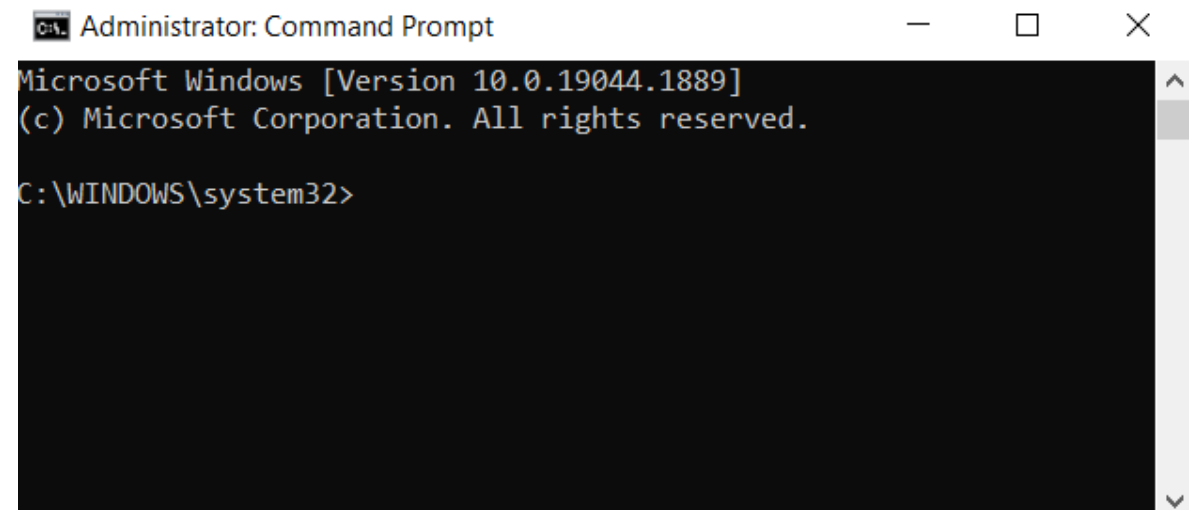 Administrator: Command Prompt
Microsoft Windows [Version 10.0.19044.1889]
(c) Microsoft Corporation. All rights reserved.
C:\WINDOWS\system32>